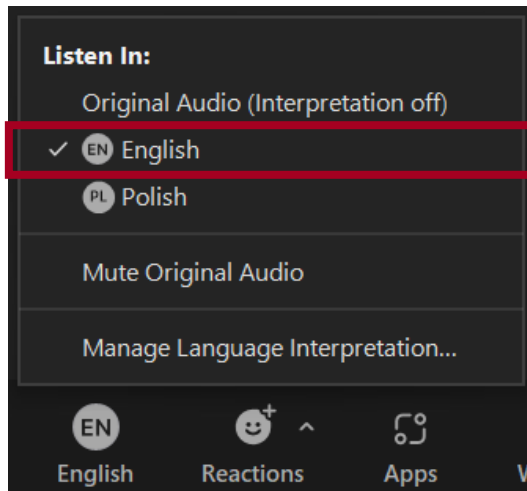 Listen In:
Original Audio (Interpretation off)
EN English
PL Polish
Mute Original Audio
Manage Language Interpretation...
EN
English Reactions Apps